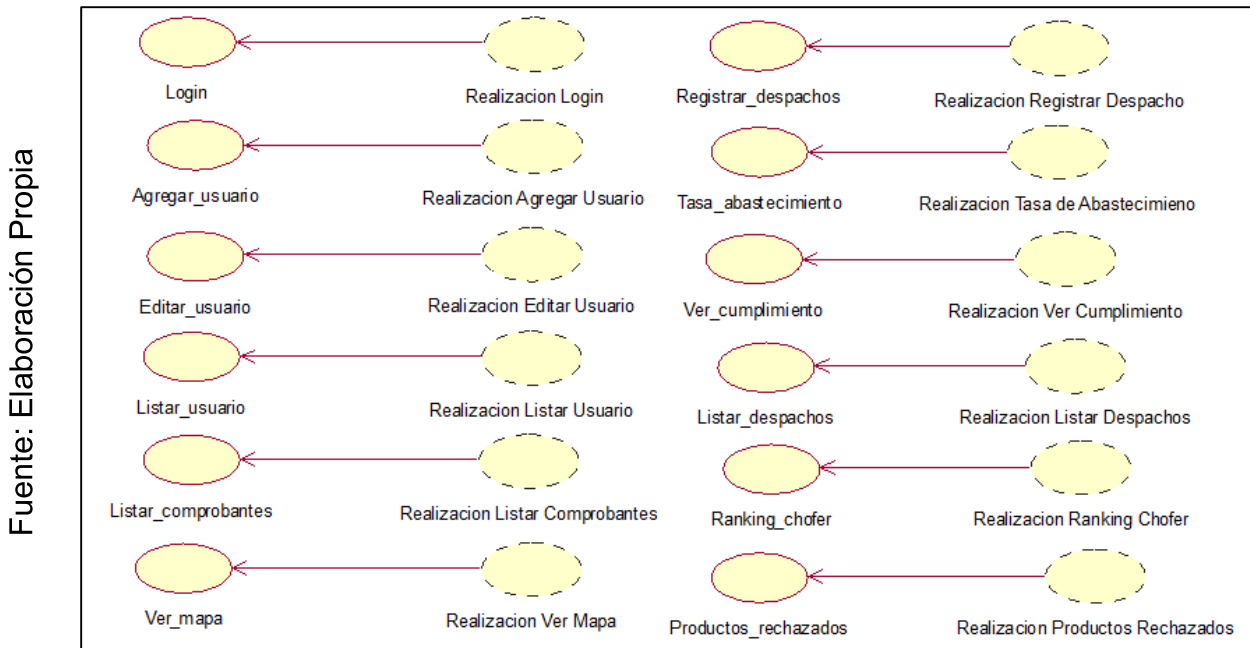 Fuente: Elaboración Propia
Login
Realizacion Login
Agregar_usuario
Realizacion Agregar Usuario
Editar_usuario
Realizacion Editar Usuario
Listar_usuario
Realizacion Listar Usuario
Listar_comprobantes
Realizacion Listar Comprobantes
Ver_mapa
Realizacion Ver Mapa
Registrar_despachos
Realizacion Registrar Despacho
Tasa_abastecimiento
Realizacion Tasa de Abastecimieno
Ver_cumplimiento
Realizacion Ver Cumplimiento
Listar_despachos
Realizacion Listar Despachos
Ranking_chofer
Realizacion Ranking Chofer
Productos_rechazados
Realizacion Productos Rechazados